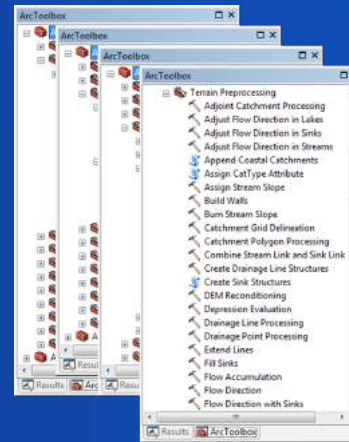 ArcToolbox
ArcToolbox
ArcToolbox
ArcToolbox
Terrain Preprocessing
Adjoint Catchment Processing
Adjust Flow Direction in Lakes
Adjust Flow Direction in Sinks
Adjust Flow Direction in Streams
Append Coastal Catchments
Assign CatType Attribute
Assign Stream Slope
Build Walls
Burn Stream Slope
Catchment Grid Delineation
Catchment Polygon Processing
Combine Stream Link and Sink Link
Create Drainage Line Structures
Create Sink Structures
DEM Reconditioning
Depression Evaluation
Drainage Line Processing
Drainage Point Processing
Extend Lines
Fill Sinks
Flow Accumulation
Flow Direction
Flow Direction with Sinks
Results Arc
Resu
Results ArcToolbox